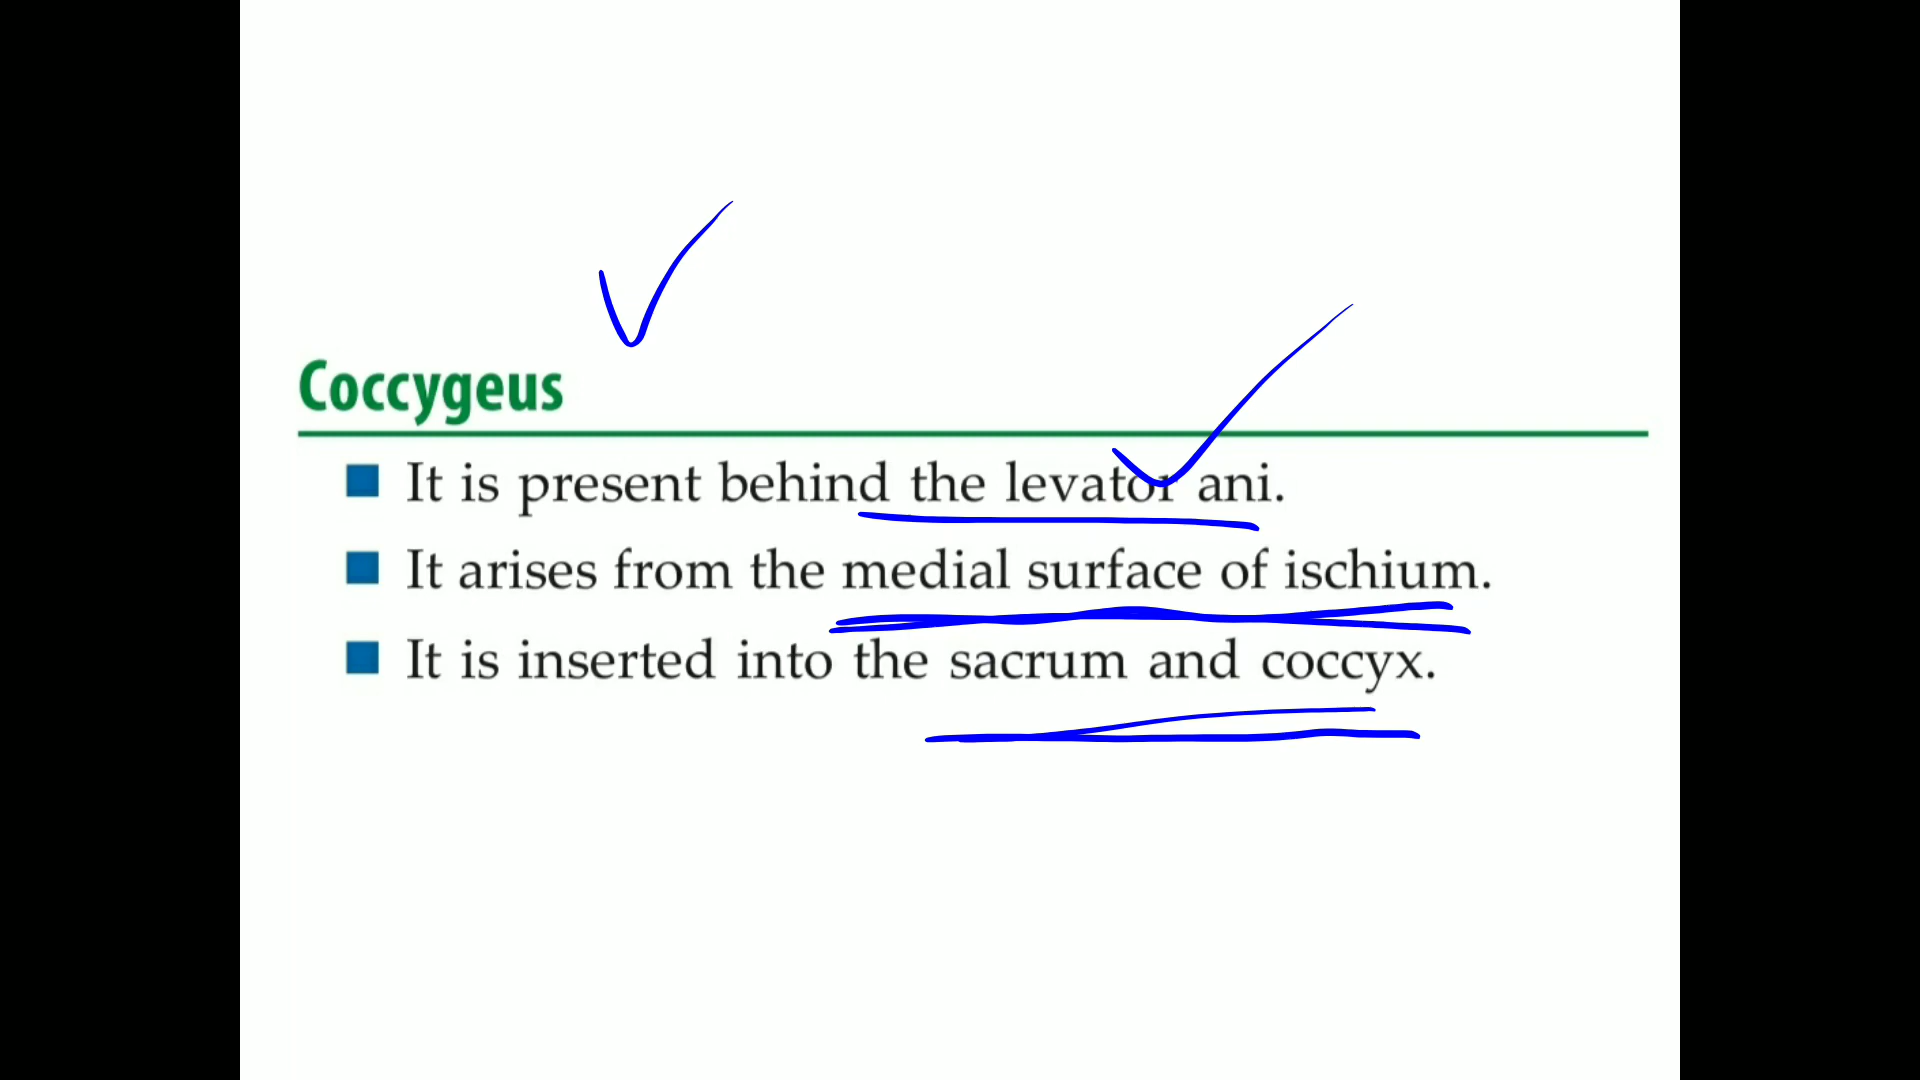 Coccygeus
It is present behind the levator ani.
It arises from the medial surface of ischium.
It is inserted into the sacrum and coccyx.